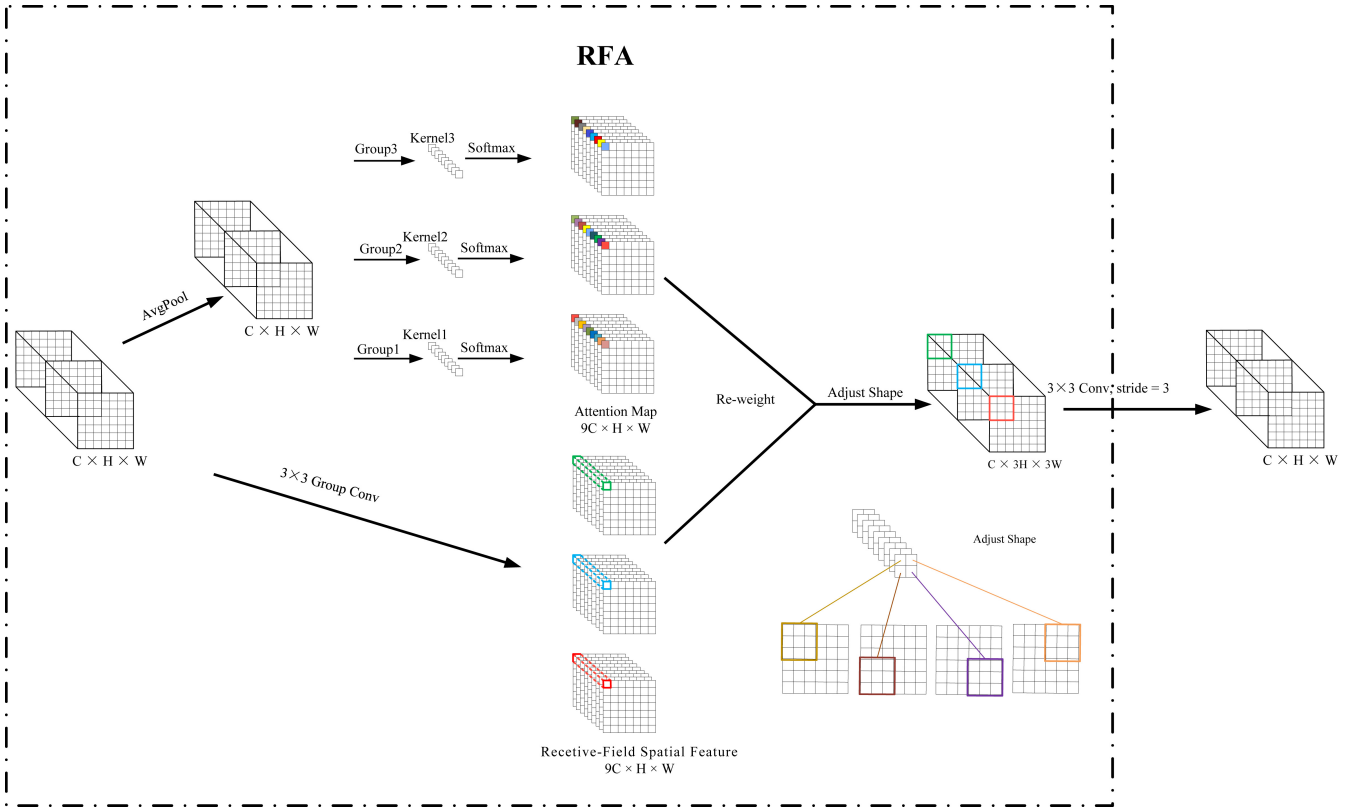 RFA
Kernel3
Group3
Softmax
Kernel2
Group2
Softmax
AvgPool
C × H × W
Kernel1
Group1
Softmax
C × H × W
Attention Map
9C × H × W
Re-weight
Adjust Shape
3×3 Conv, stride = 3
C × 3H × 3W
C × H × W
3×3 Group Conv
Adjust Shape
Recetive-Field Spatial Feature
9C × H × W